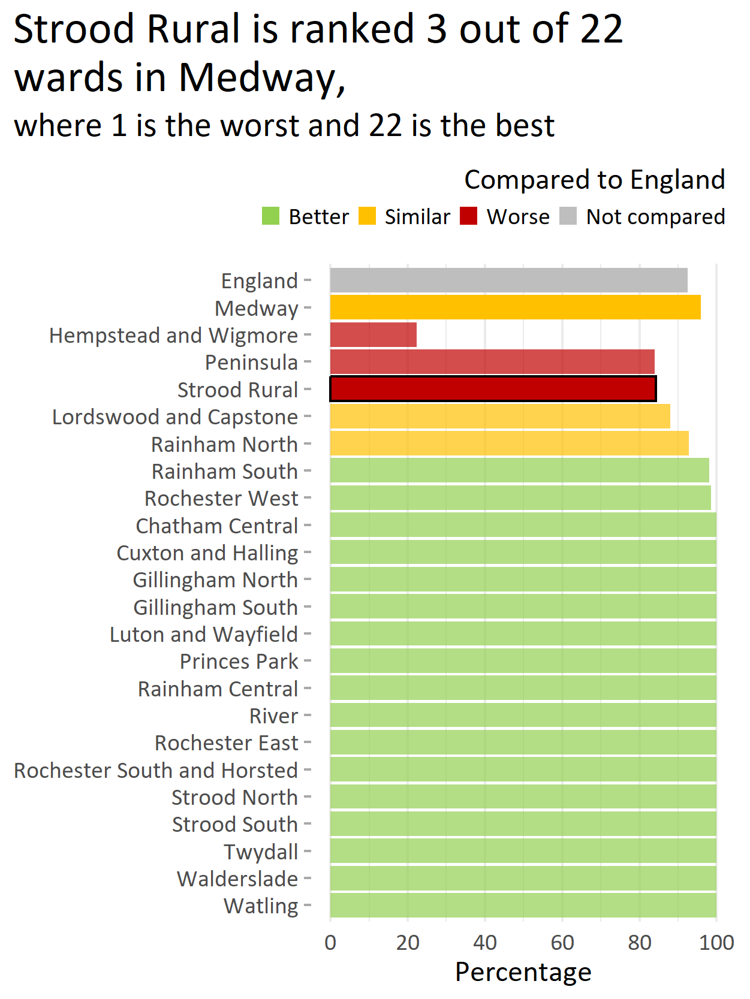 Strood Rural is ranked 3 out of 22
wards in Medway,
where 1 is the worst and 22 is the best
Compared to England
Better Similar Worse Not compared
England
Medway
Hempstead and Wigmore
Peninsula
Strood Rural
Lordswood and Capstone
Rainham North
Rainham South
Rochester West
Chatham Central
Cuxton and Halling
Gillingham North
Gillingham South
Luton and Wayfield
Princes Park
Rainham Central
River
Rochester East
Rochester South and Horsted
Strood North
Strood South
Twydall
Walderslade
Watling
0 20 40 60 80 100
Percentage